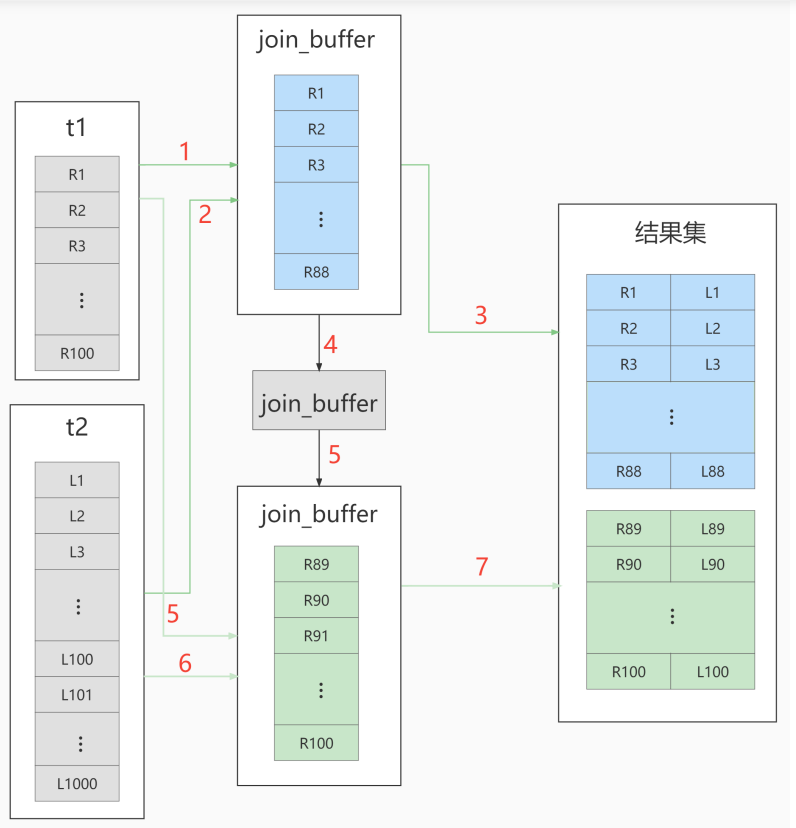 t1
R1
R2
R3
⋮
R100
t2
L1
L2
L3
⋮
L100
L101
⋮
L1000
1
2
5
6
join_buffer
R1
R2
R3
⋮
R88
4
join_buffer
5
join_buffer
R89
R90
R91
⋮
R100
3
7
结果集
R1 L1
R2 L2
R3 L3
⋮
R88 L88
R89 L89
R90 L90
⋮
R100 L100